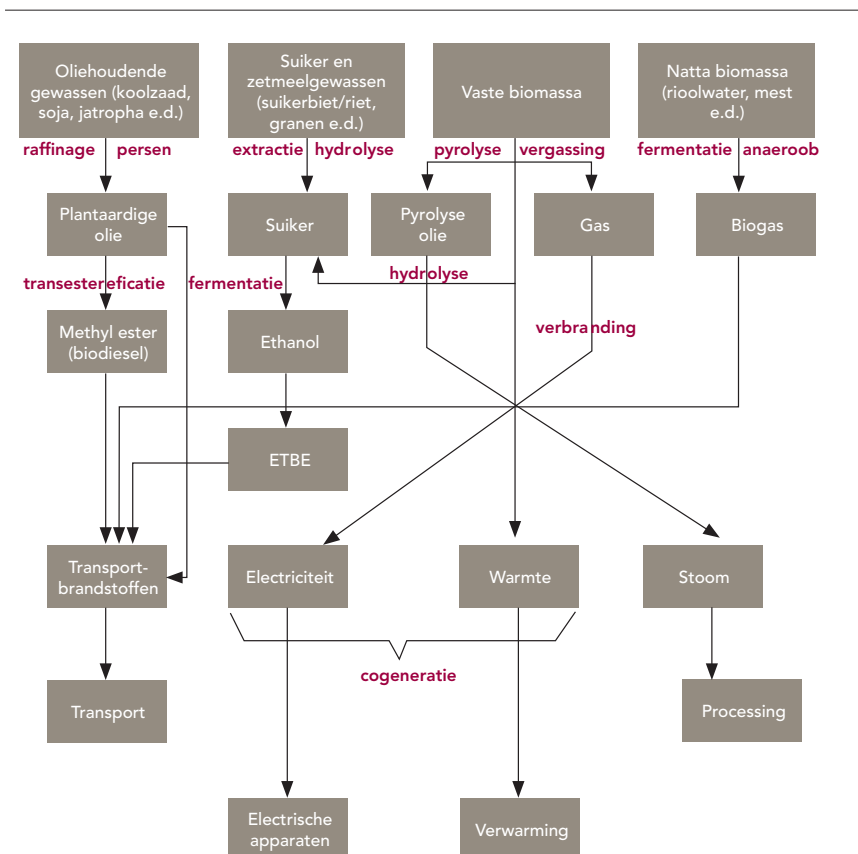 Oliehoudende
gewassen (koolzaad,
soja, jatropha e.d.)
Suiker en
zetmeelgewassen
(suikerbiet/riet,
granen e.d.)
Vaste biomassa
Natta biomassa
(rioolwater, mest
e.d.)
raffinage persen
extractie hydrolyse
pyrolyse vergassing
fermentatie anaeroob
Plantaardige
olie
Suiker
Pyrolyse
olie
Gas
Biogas
transestereficatie
fermentatie
hydrolyse
Methyl ester
(biodiesel)
Ethanol
verbranding
ETBE
Transport-
brandstoffen
Electriciteit
Warmte
Stoom
cogeneratie
Transport
Processing
Electrische
apparaten
Verwarming